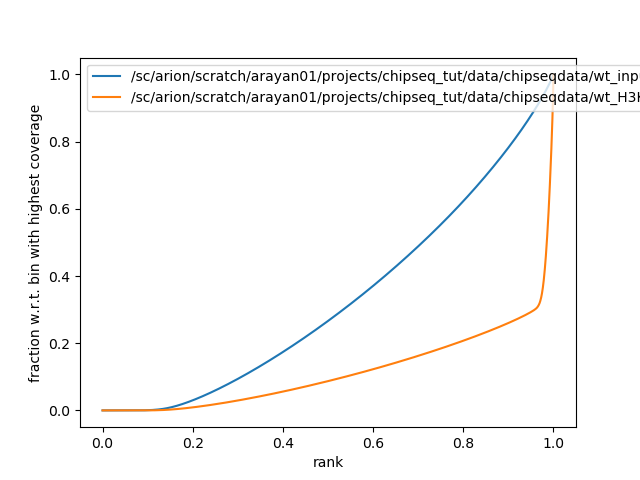 /sc/arion/scratch/arayan01/projects/chipseq_tut/data/chipseqdata/wt_inpu
/sc/arion/scratch/arayan01/projects/chipseq_tut/data/chipseqdata/wt_H3K
fraction w.r.t. bin with highest coverage
1.0
0.8
0.6
0.4
0.2
0.0
0.0 0.2 0.4 0.6 0.8 1.0
rank